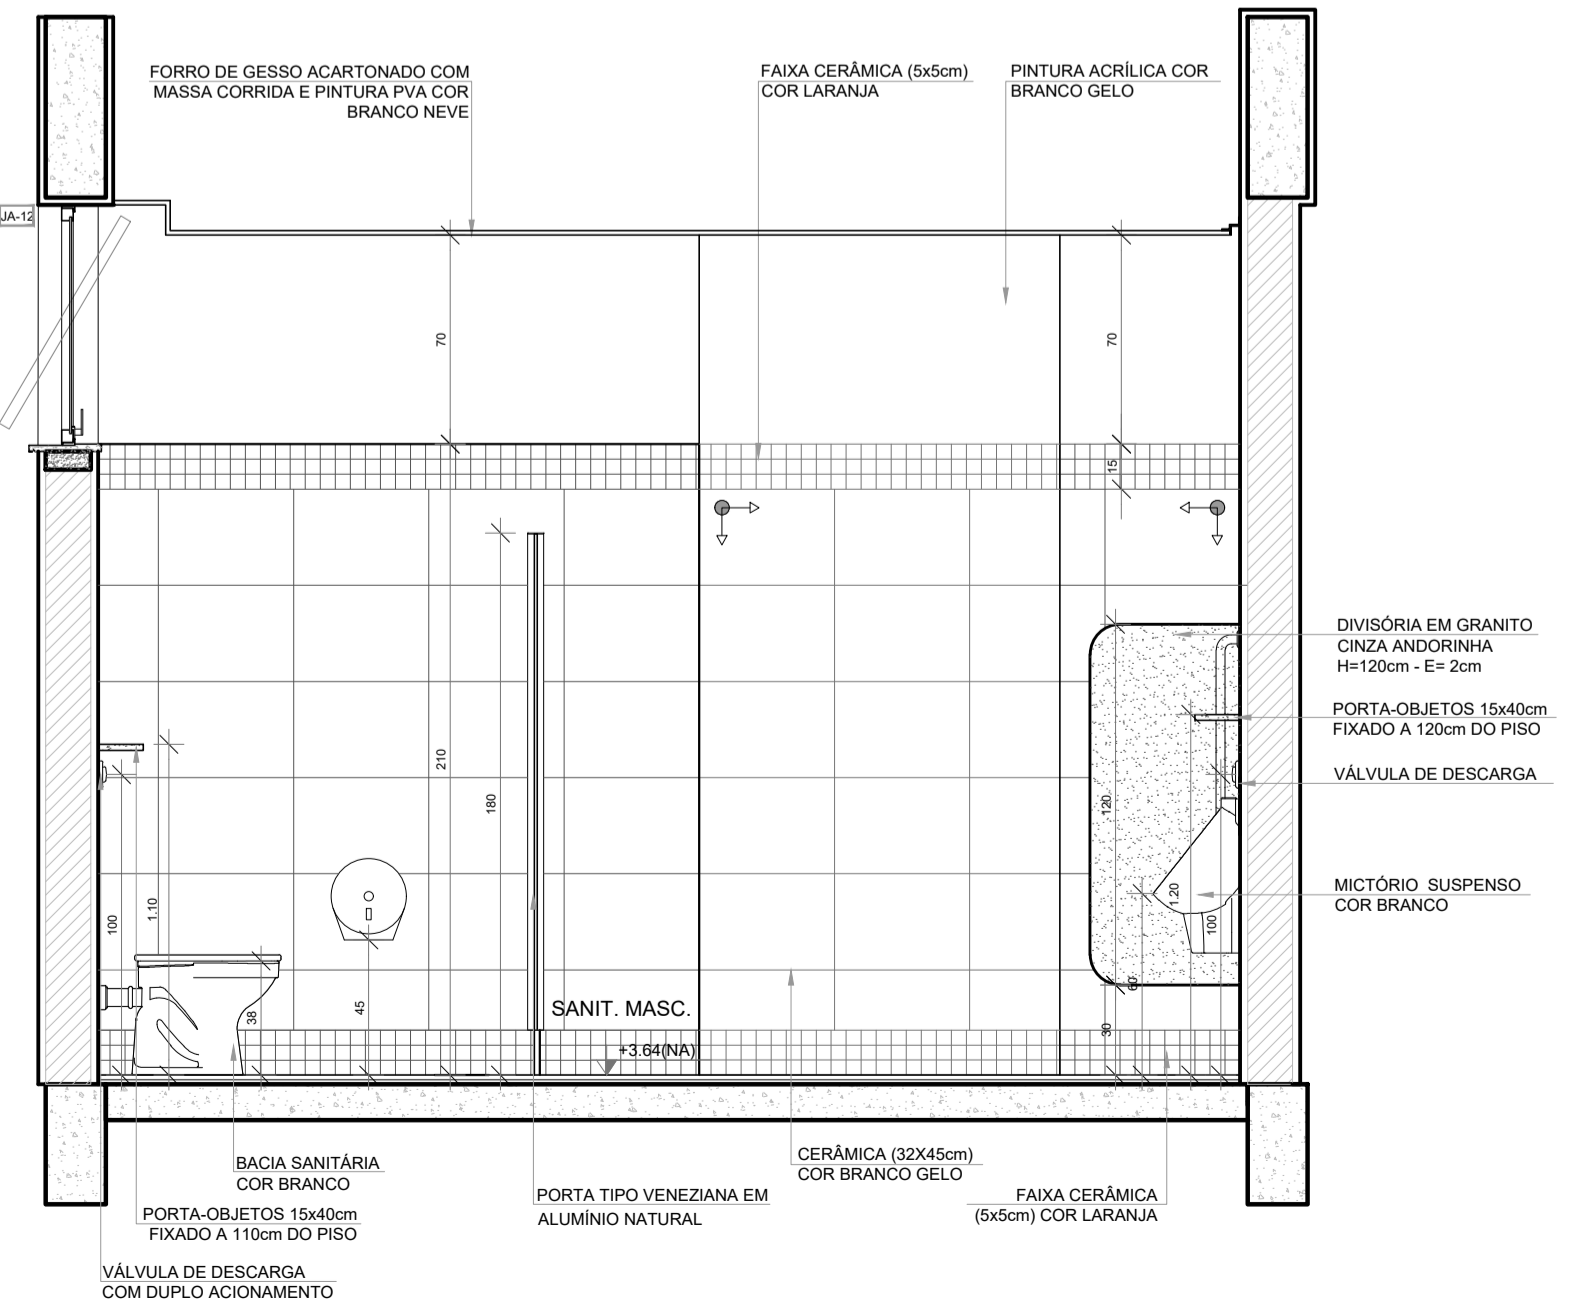 FORRO DE GESSO ACARTONADO COM
MASSA CORRIDA E PINTURA PVA COR
BRANCO NEVE
FAIXA CERÂMICA (5x5cm)
COR LARANJA
PINTURA ACRÍLICA COR
BRANCO GELO
JA-12
70
70
15
DIVISÓRIA EM GRANITO
CINZA ANDORINHA
H=120cm - E= 2cm
PORTA-OBJETOS 15x40cm
FIXADO A 120cm DO PISO
VÁLVULA DE DESCARGA
210
180
120
MICTÓRIO SUSPENSO
COR BRANCO
100
1.10
1.20
100
38
45
60
30
SANIT. MASC.
+3.64(NA)
BACIA SANITÁRIA
COR BRANCO
PORTA-OBJETOS 15x40cm
FIXADO A 110cm DO PISO
VÁLVULA DE DESCARGA
COM DUPLO ACIONAMENTO
PORTA TIPO VENEZIANA EM
ALUMÍNIO NATURAL
CERÂMICA (32X45cm)
COR BRANCO GELO
FAIXA CERÂMICA
(5x5cm) COR LARANJA